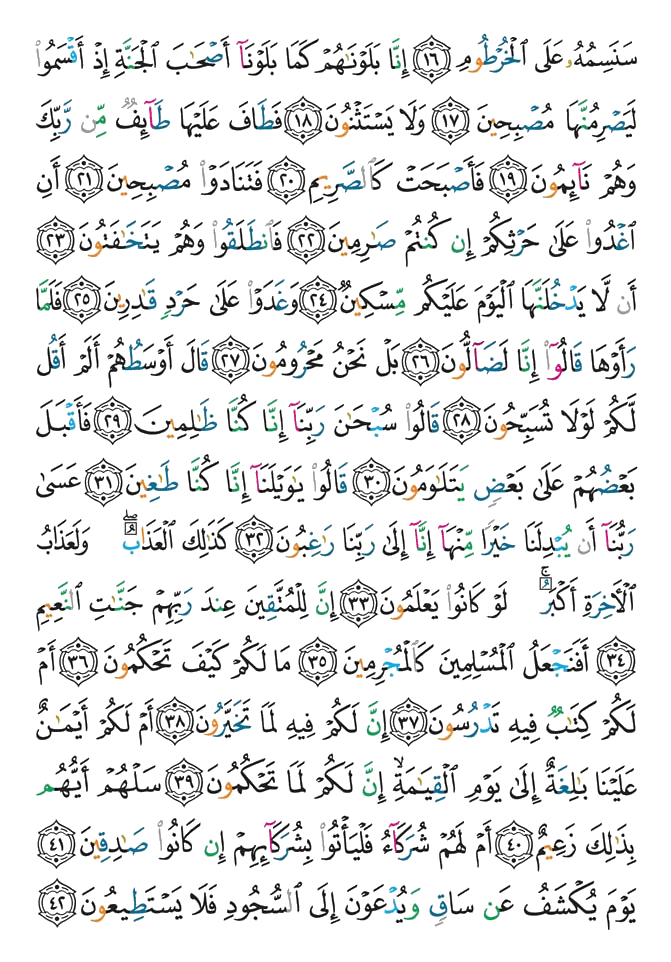 سَنَسِمُهُۥ عَلَى ٱلْخُرْطُومِ ١٦ إِنَّا بَلَوْنَٰهُمْ كَمَا بَلَوْنَآ أَصْحَٰبَ ٱلْجَنَّةِ إِذْ أَقْسَمُوا۟
لَيَصْرِمُنَّهَا مُصْبِحِينَ ١٧ وَلَا يَسْتَثْنُونَ ١٨ فَطَافَ عَلَيْهَا طَآئِفٌ مِّن رَّبِّكَ
وَهُمْ نَآئِمُونَ ١٩ فَأَصْبَحَتْ كَٱلصَّرِيمِ ٢٠ فَتَنَادَوْا۟ مُصْبِحِينَ ٢١ أَنِ
ٱغْدُوا۟ عَلَىٰ حَرْثِكُمْ إِن كُنتُمْ صَٰرِمِينَ ٢٢ فَٱنطَلَقُوا۟ وَهُمْ يَتَخَٰفَتُونَ ٢٣
أَن لَّا يَدْخُلَنَّهَا ٱلْيَوْمَ عَلَيْكُم مِّسْكِينٌ ٢٤ وَغَدَوْا۟ عَلَىٰ حَرْدٍ قَٰدِرِينَ ٢٥ فَلَمَّا
رَأَوْهَا قَالُوٓا۟ إِنَّا لَضَآلُّونَ ٢٦ بَلْ نَحْنُ مَحْرُومُونَ ٢٧ قَالَ أَوْسَطُهُمْ أَلَمْ أَقُل
لَّكُمْ لَوْلَا تُسَبِّحُونَ ٢٨ قَالُوا۟ سُبْحَٰنَ رَبِّنَآ إِنَّا كُنَّا ظَٰلِمِينَ ٢٩ فَأَقْبَلَ
بَعْضُهُمْ عَلَىٰ بَعْضٍ يَتَلَٰوَمُونَ ٣٠ قَالُوا۟ يَٰوَيْلَنَآ إِنَّا كُنَّا طَٰغِينَ ٣١ عَسَىٰ
رَبُّنَآ أَن يُبْدِلَنَا خَيْرًا مِّنْهَآ إِنَّآ إِلَىٰ رَبِّنَا رَٰغِبُونَ ٣٢ كَذَٰلِكَ ٱلْعَذَابُ ۖ وَلَعَذَابُ
ٱلْءَاخِرَةِ أَكْبَرُ ۚ لَوْ كَانُوا۟ يَعْلَمُونَ ٣٣ إِنَّ لِلْمُتَّقِينَ عِندَ رَبِّهِمْ جَنَّٰتِ ٱلنَّعِيمِ
٣٤ أَفَنَجْعَلُ ٱلْمُسْلِمِينَ كَٱلْمُجْرِمِينَ ٣٥ مَا لَكُمْ كَيْفَ تَحْكُمُونَ ٣٦ أَمْ
لَكُمْ كِتَٰبٌ فِيهِ تَدْرُسُونَ ٣٧ إِنَّ لَكُمْ فِيهِ لَمَا تَخَيَّرُونَ ٣٨ أَمْ لَكُمْ أَيْمَٰنٌ
عَلَيْنَا بَٰلِغَةٌ إِلَىٰ يَوْمِ ٱلْقِيَٰمَةِ ۙ إِنَّ لَكُمْ لَمَا تَحْكُمُونَ ٣٩ سَلْهُمْ أَيُّهُم
بِذَٰلِكَ زَعِيمٌ ٤٠ أَمْ لَهُمْ شُرَكَآءُ فَلْيَأْتُوا۟ بِشُرَكَآئِهِمْ إِن كَانُوا۟ صَٰدِقِينَ ٤١
يَوْمَ يُكْشَفُ عَن سَاقٍ وَيُدْعَوْنَ إِلَى ٱلسُّجُودِ فَلَا يَسْتَطِيعُونَ ٤٢